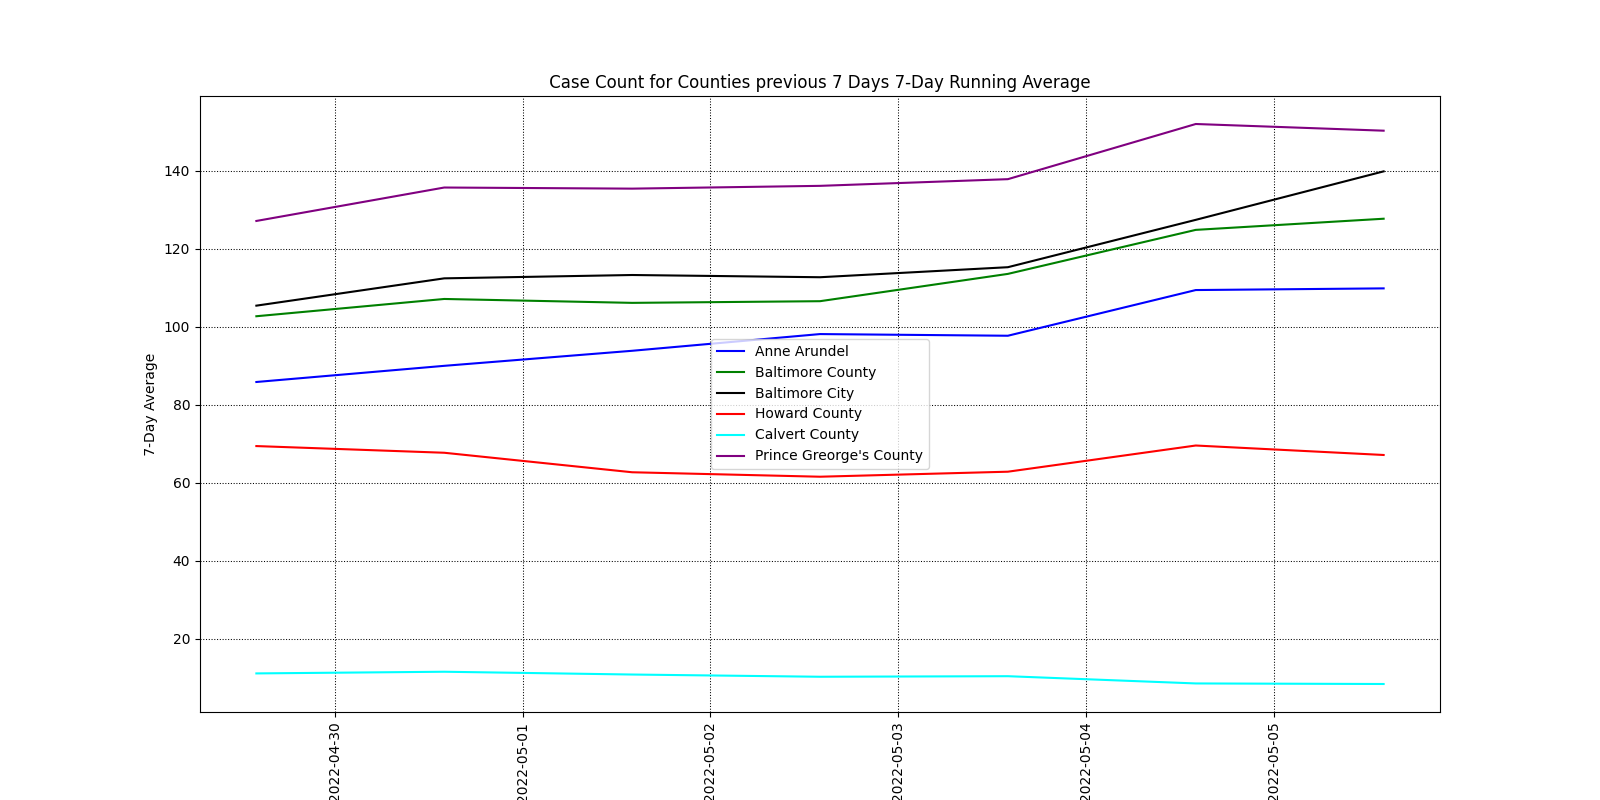 Case Count for Counties previous 7 Days 7-Day Running Average
7-Day Average
140
120
100
80
60
40
20
Anne Arundel
Baltimore County
Baltimore City
Howard County
Calvert County
Prince Greorge's County
2022-04-30
2022-05-01
2022-05-02
2022-05-03
2022-05-04
2022-05-05